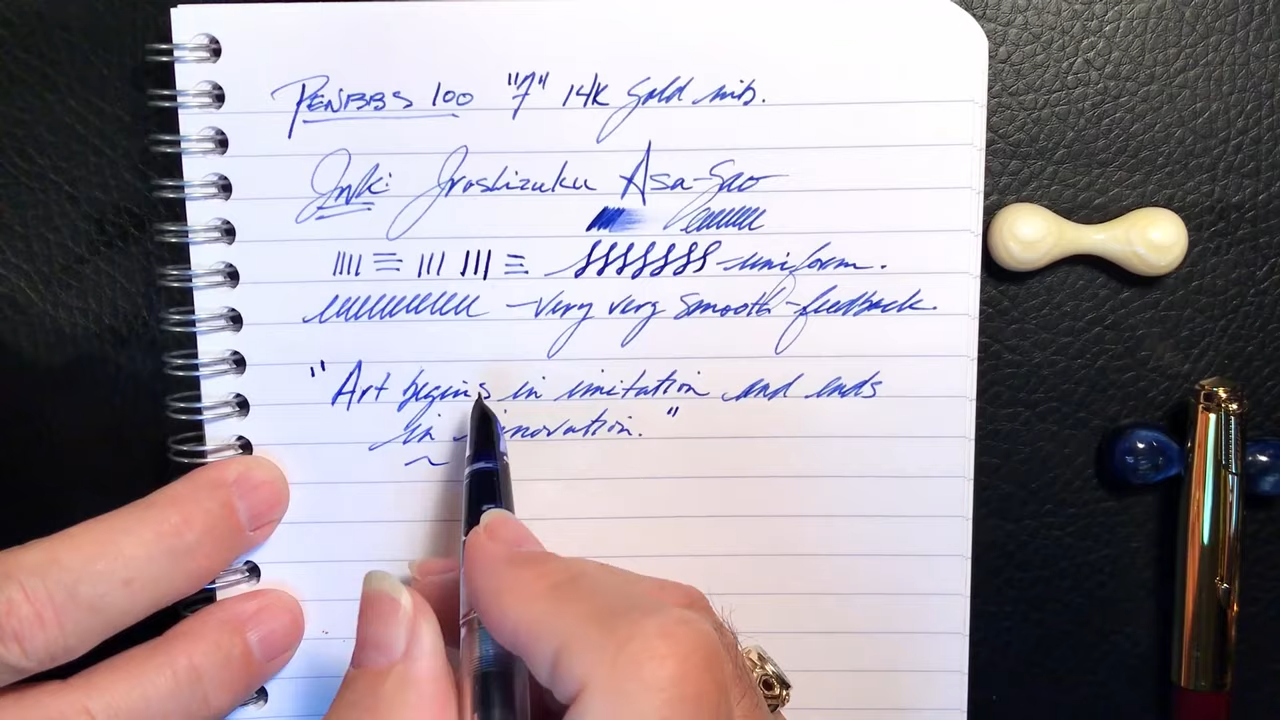 PENBBS 100 "7" 14K Gold nib.
Ink: Iroshizuku Asa-Gao
uniform.
-Very very smooth-feedback.
"Art begins in imitation and ends
in innovation."